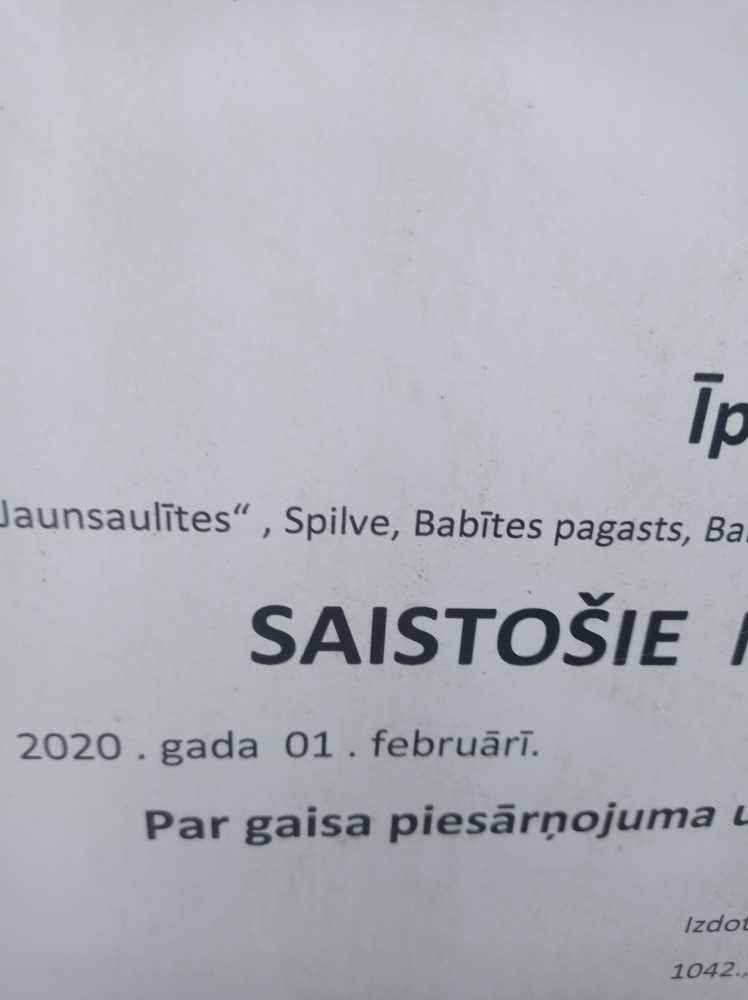 Īp
Jaunsaulītes“ , Spilve, Babītes pagasts, Ba
SAISTOŠIE
2020 . gada 01 . februārī.
Par gaisa piesārņojuma u
Izdot
1042.,